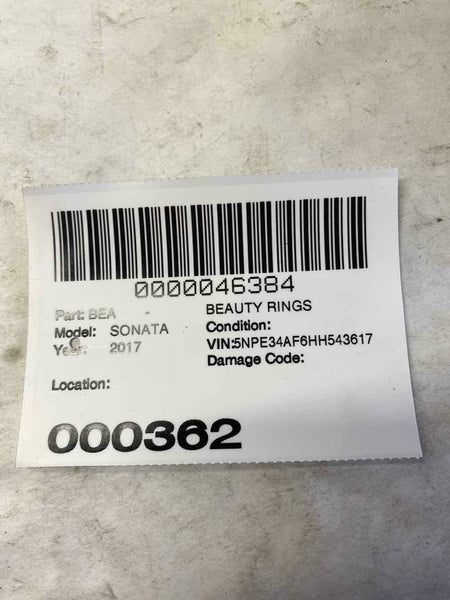 0000046384
Part: BEA - BEAUTY RINGS
Model: SONATA Condition:
Year: 2017 VIN:5NPE34AF6HH543617
Damage Code:
Location:
000362